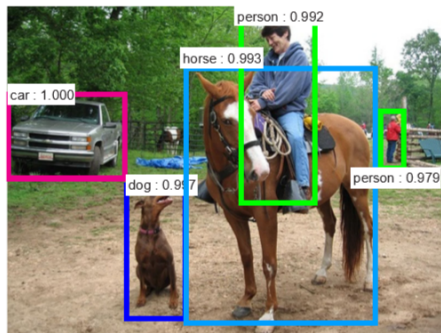 person : 0.992
horse : 0.993
car : 1.000
person : 0.979
dog : 0.997